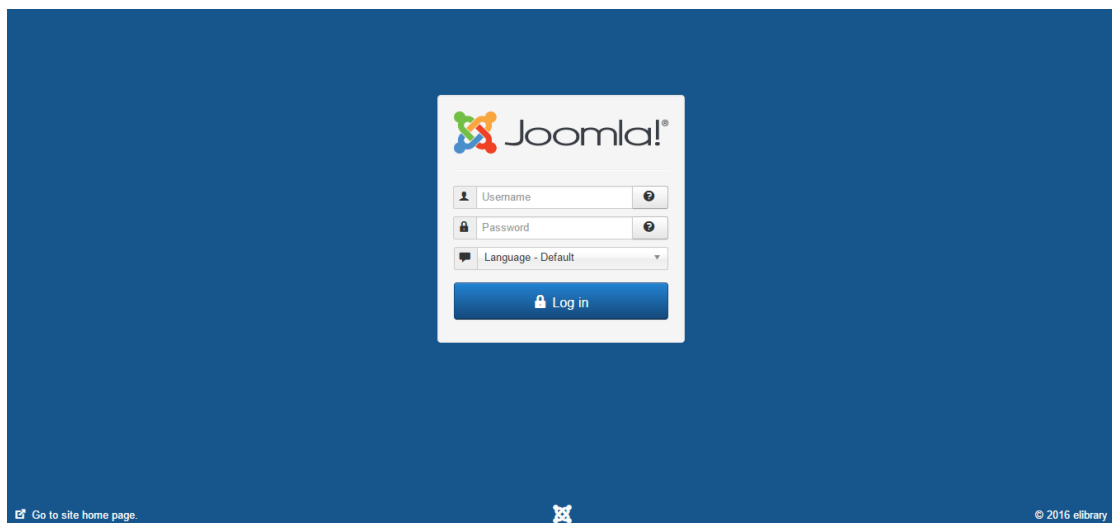 Joomla!®
Username
Password
Language - Default
Log in
Go to site home page.
© 2016 elibrary